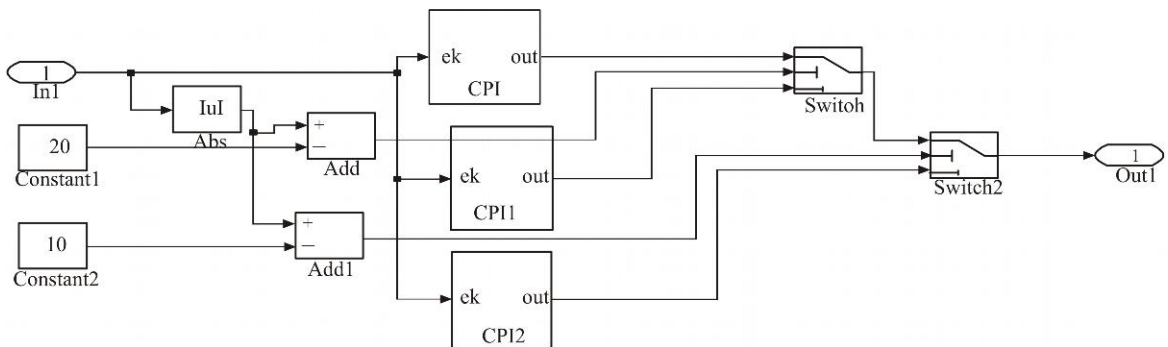 1
In1
IuI
Abs
20
Constant1
10
Constant2
+
−
Add
+
−
Add1
ek out
CPI
ek out
CPI1
ek out
CPI2
Switoh
Switch2
1
Out1